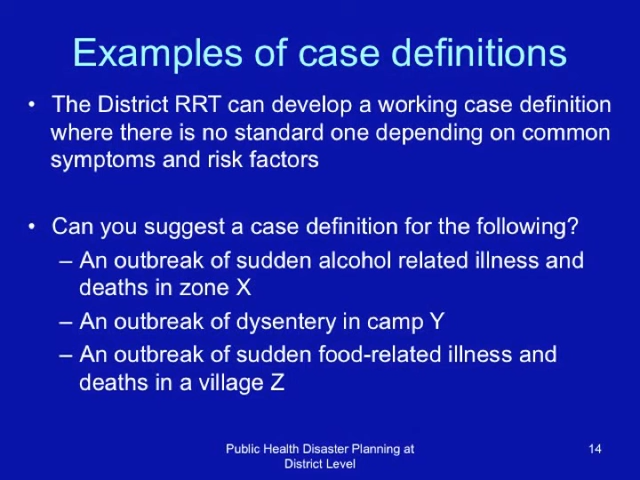 Examples of case definitions
• The District RRT can develop a working case definition
where there is no standard one depending on common
symptoms and risk factors
• Can you suggest a case definition for the following?
– An outbreak of sudden alcohol related illness and
deaths in zone X
– An outbreak of dysentery in camp Y
– An outbreak of sudden food-related illness and
deaths in a village Z
Public Health Disaster Planning at
District Level
14